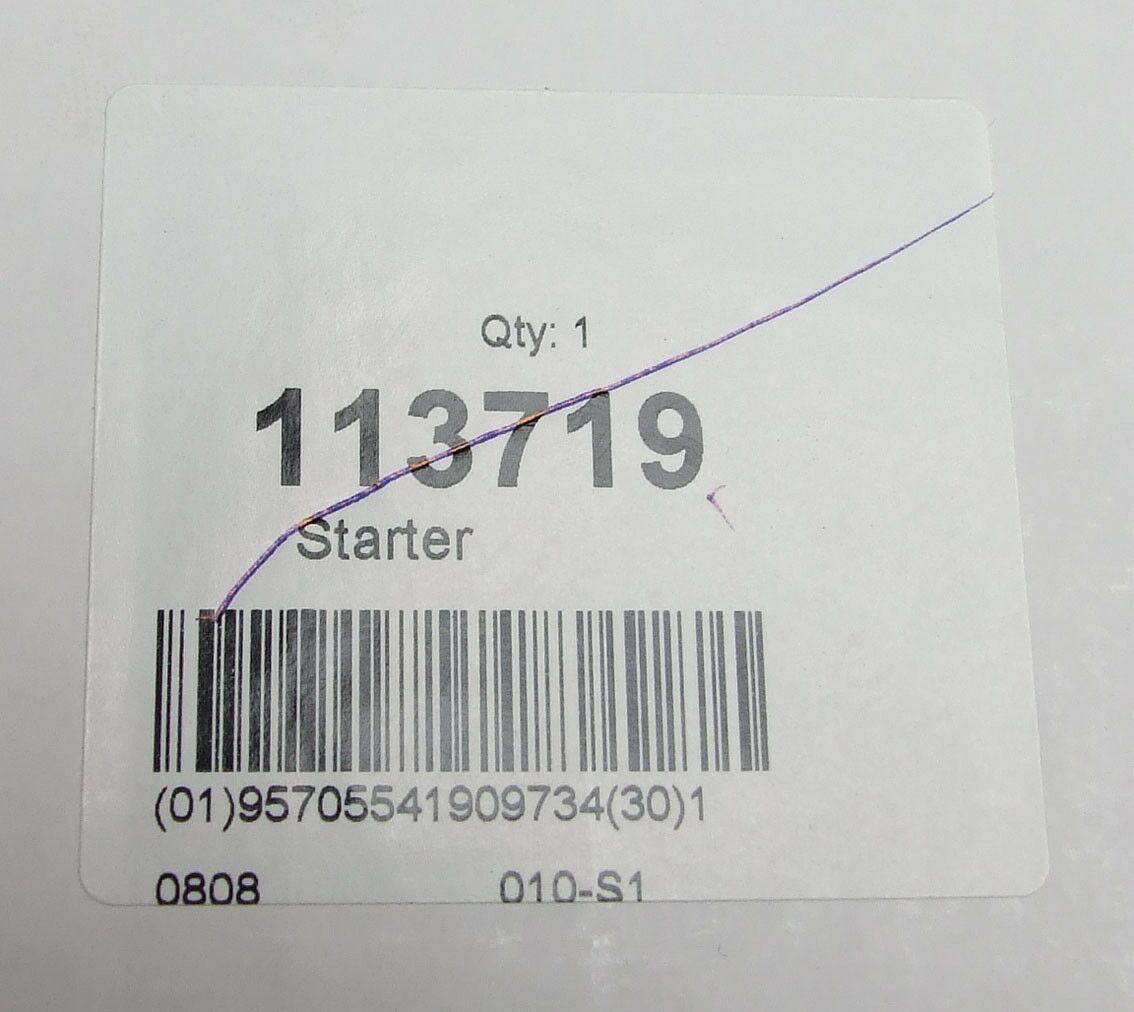 Qty: 1
113719
Starter
(01)95705541909734(30)1
0808 010-S1